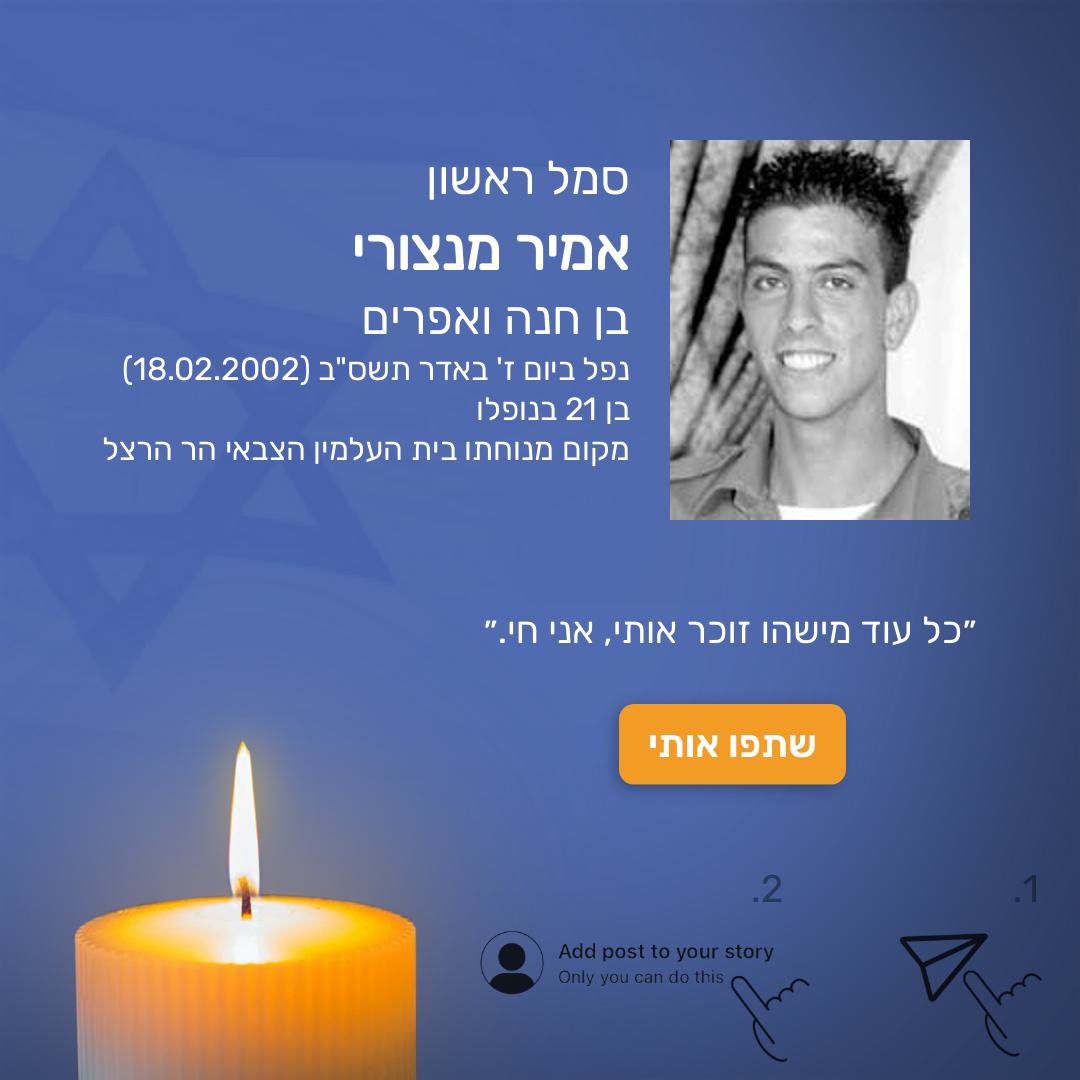 סמל ראשון
אמיר מנצורי
בן חנה ואפרים
נפל ביום ז' באדר תשס"ב (18.02.2002)
בן 21 בנופלו
מקום מנוחתו בית העלמין הצבאי הר הרצל
״כל עוד מישהו זוכר אותי, אני חי.״
שתפו אותי
1.
2.
Add post to your story
Only you can do this